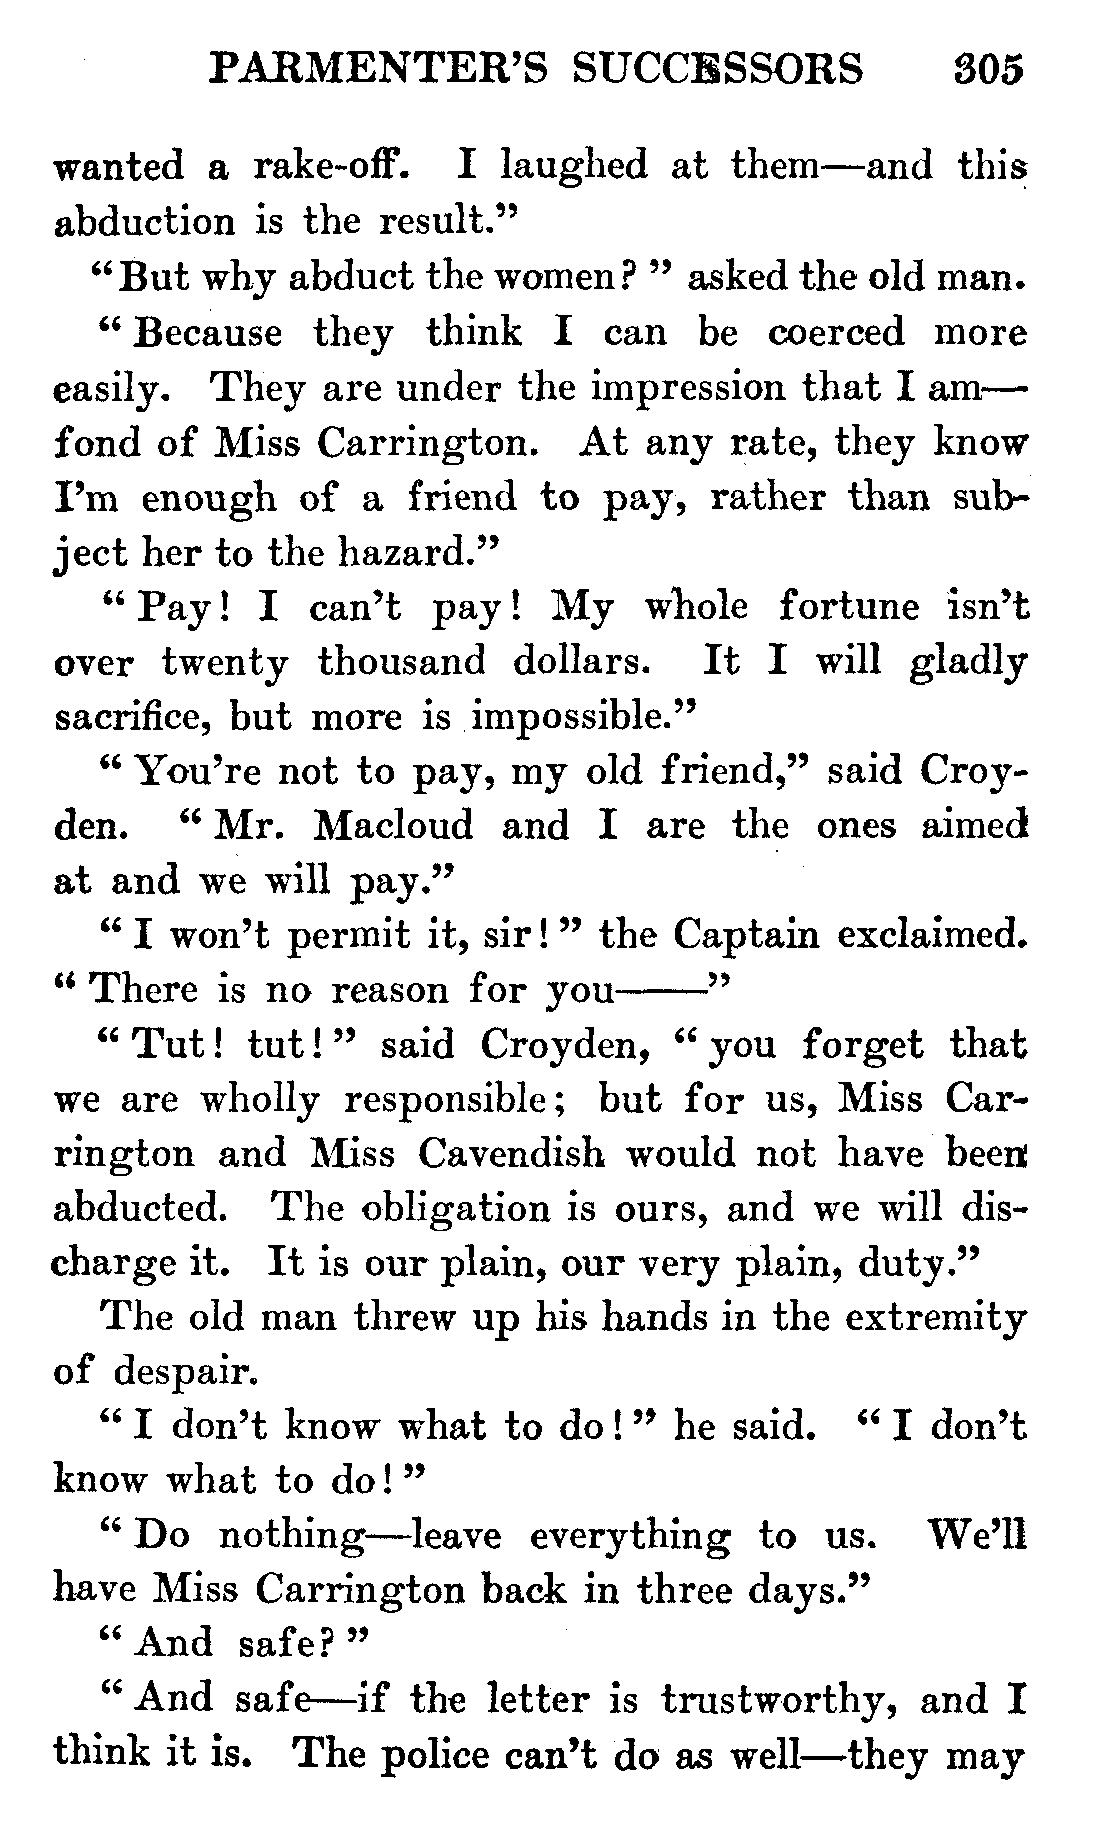 PARMENTER'S SUCCESSORS 305
wanted a rake-off. I laughed at them—and this
abduction is the result."
"But why abduct the women?" asked the old man.
"Because they think I can be coerced more
easily. They are under the impression that I am—
fond of Miss Carrington. At any rate, they know
I'm enough of a friend to pay, rather than sub-
ject her to the hazard."
"Pay! I can't pay! My whole fortune isn't
over twenty thousand dollars. It I will gladly
sacrifice, but more is impossible."
"You're not to pay, my old friend," said Croy-
den. "Mr. Macloud and I are the ones aimed
at and we will pay."
"I won't permit it, sir!" the Captain exclaimed.
"There is no reason for you——"
"Tut! tut!" said Croyden, "you forget that
we are wholly responsible; but for us, Miss Car-
rington and Miss Cavendish would not have been
abducted. The obligation is ours, and we will dis-
charge it. It is our plain, our very plain, duty."
The old man threw up his hands in the extremity
of despair.
"I don't know what to do!" he said. "I don't
know what to do!"
"Do nothing—leave everything to us. We'll
have Miss Carrington back in three days."
"And safe?"
"And safe—if the letter is trustworthy, and I
think it is. The police can't do as well—they may